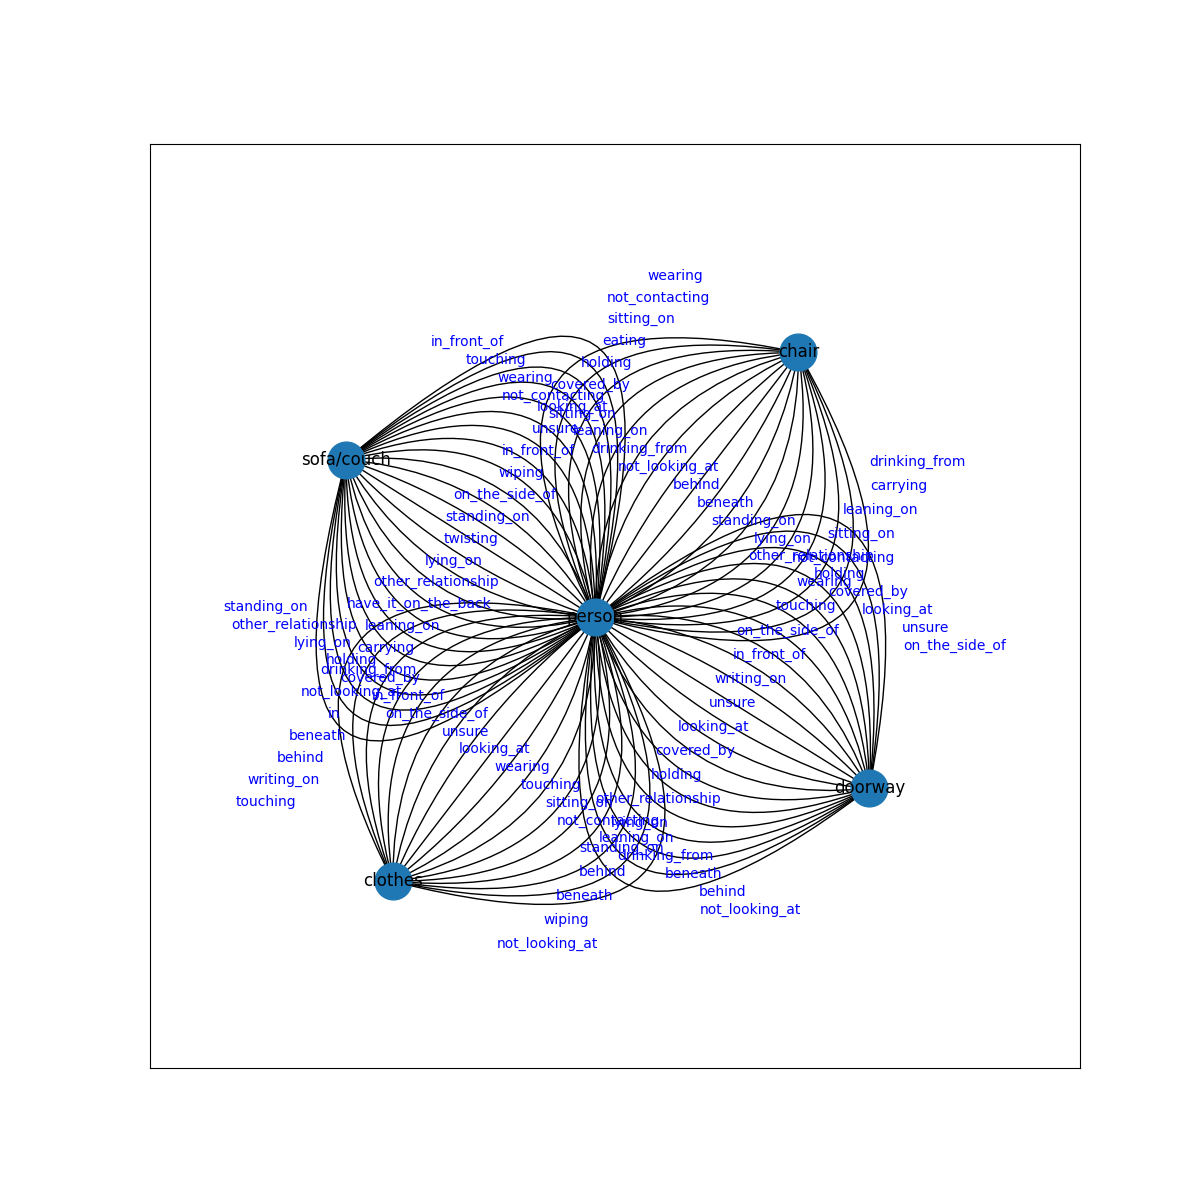 wearing
not_contacting
sitting_on
eating
in_front_of
chair
touching
holding
wearing
covered_by
not_contacting
looking_at
sitting_on
unsure
leaning_on
in_front_of
drinking_from
sofa/couch
drinking_from
not_looking_at
wiping
behind
carrying
on_the_side_of
beneath
leaning_on
standing_on
standing_on
sitting_on
twisting
lying_on
other_relationship
not_contacting
lying_on
holding
other_relationship
wearing
covered_by
have_it_on_the_back
standing_on
touching
looking_at
person
other_relationship
leaning_on
unsure
on_the_side_of
lying_on
carrying
on_the_side_of
in_front_of
holding
drinking_from
covered_by
writing_on
not_looking_at
in_front_of
unsure
in
on_the_side_of
looking_at
unsure
beneath
looking_at
covered_by
behind
wearing
holding
writing_on
touching
doorway
touching
sitting_on
other_relationship
not_contacting
lying_on
leaning_on
standing_on
drinking_from
behind
beneath
clothes
beneath
behind
not_looking_at
wiping
not_looking_at